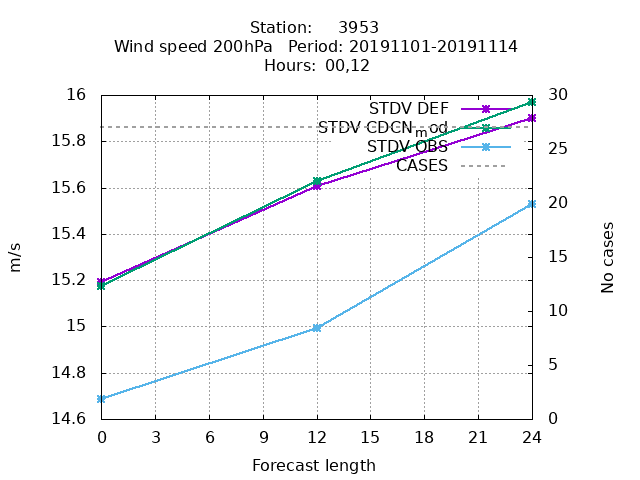 Station:     3953
Wind speed 200hPa   Period: 20191101-20191114
Hours: 00,12
16
15.8
15.6
15.4
15.2
15
14.8
14.6
m/s
STDV DEF
STDV CDCN_mod
STDV OBS
CASES
30
25
20
15
10
5
0
No cases
0 3 6 9 12 15 18 21 24
Forecast length